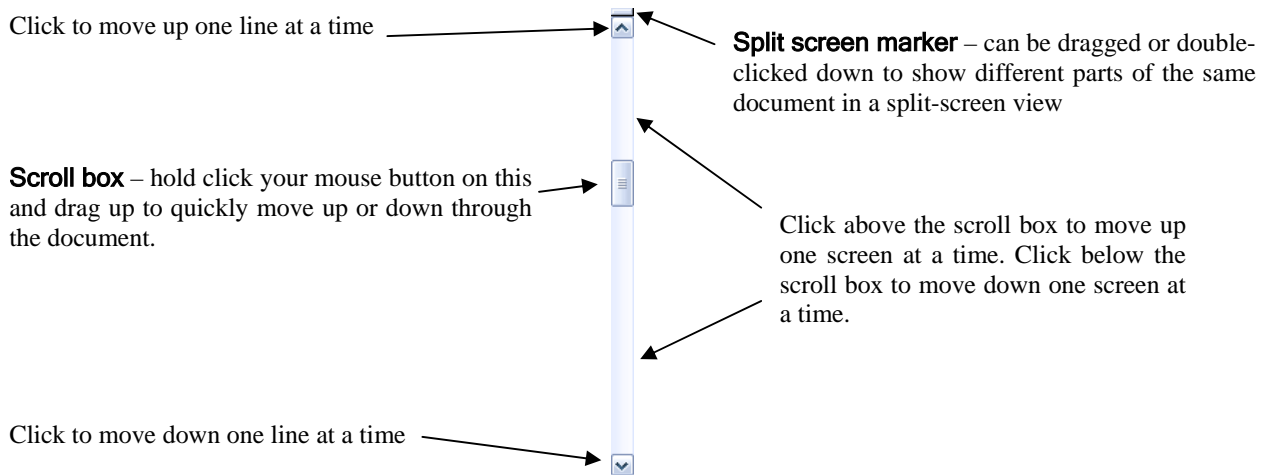 Click to move up one line at a time
Split screen marker – can be dragged or double-
clicked down to show different parts of the same
document in a split-screen view
Scroll box – hold click your mouse button on this
and drag up to quickly move up or down through
the document.
Click above the scroll box to move up
one screen at a time. Click below the
scroll box to move down one screen at
a time.
Click to move down one line at a time